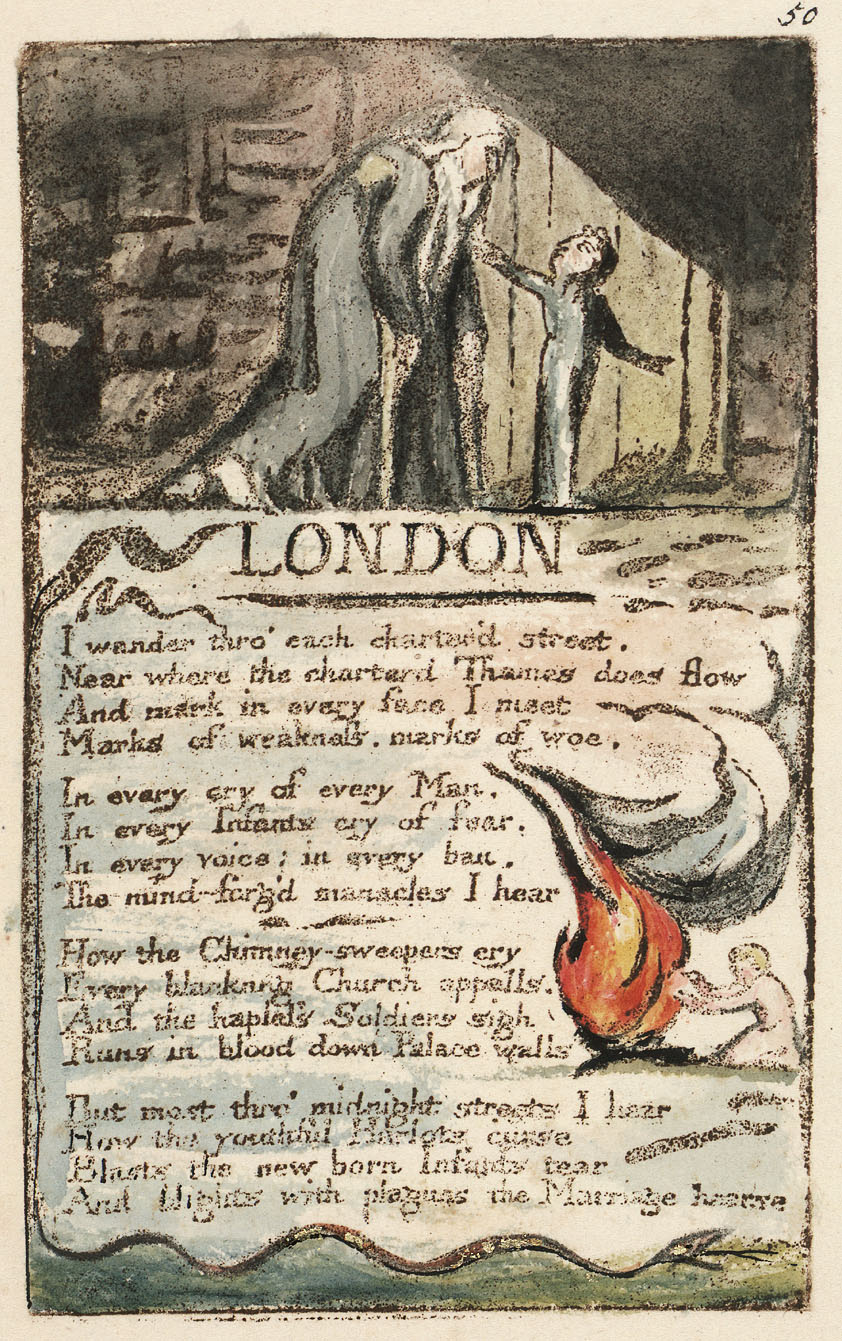 50
LONDON
I wander thro' each charter'd street.
Near where the charter'd Thames does flow
And mark in every face I meet
Marks of weakness, marks of woe.
In every cry of every Man.
In every Infants cry of fear.
In every voice; in every ban.
The mind-forg'd manacles I hear
How the Chimney-sweepers cry
Every blackning Church appalls.
And the hapless Soldiers sigh
Runs in blood down Palace walls
But most thro' midnight streets I hear
How the youthful Harlots curse
Blasts the new born Infants tear
And blights with plagues the Marriage hearse